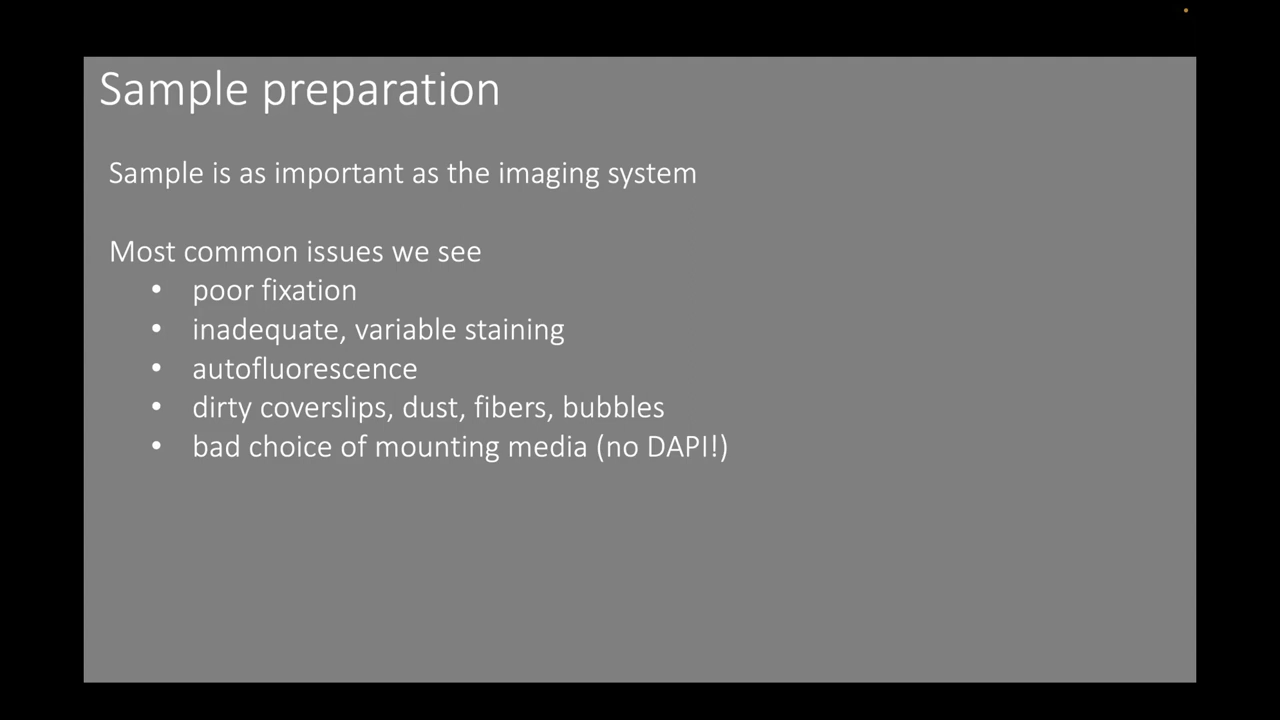 Sample preparation
Sample is as important as the imaging system
Most common issues we see
• poor fixation
• inadequate, variable staining
• autofluorescence
• dirty coverslips, dust, fibers, bubbles
• bad choice of mounting media (no DAPI!)